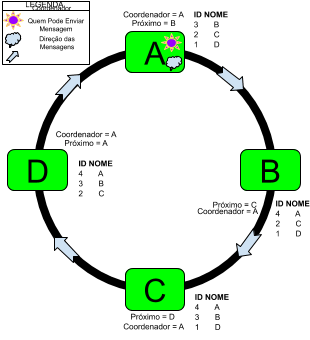 LEGENDA
Coordenador
Quem Pode Enviar
Mensagem
Direção das
Mensagens
Coordenador = A
Próximo = B
ID NOME
3 B
2 C
1 D
A
Coordenador = A
Próximo = A
D
ID NOME
4 A
3 B
2 C
B
Próximo = C
Coordenador = A
ID NOME
4 A
2 C
1 D
C
Próximo = D
Coordenador = A
ID NOME
4 A
3 B
1 D